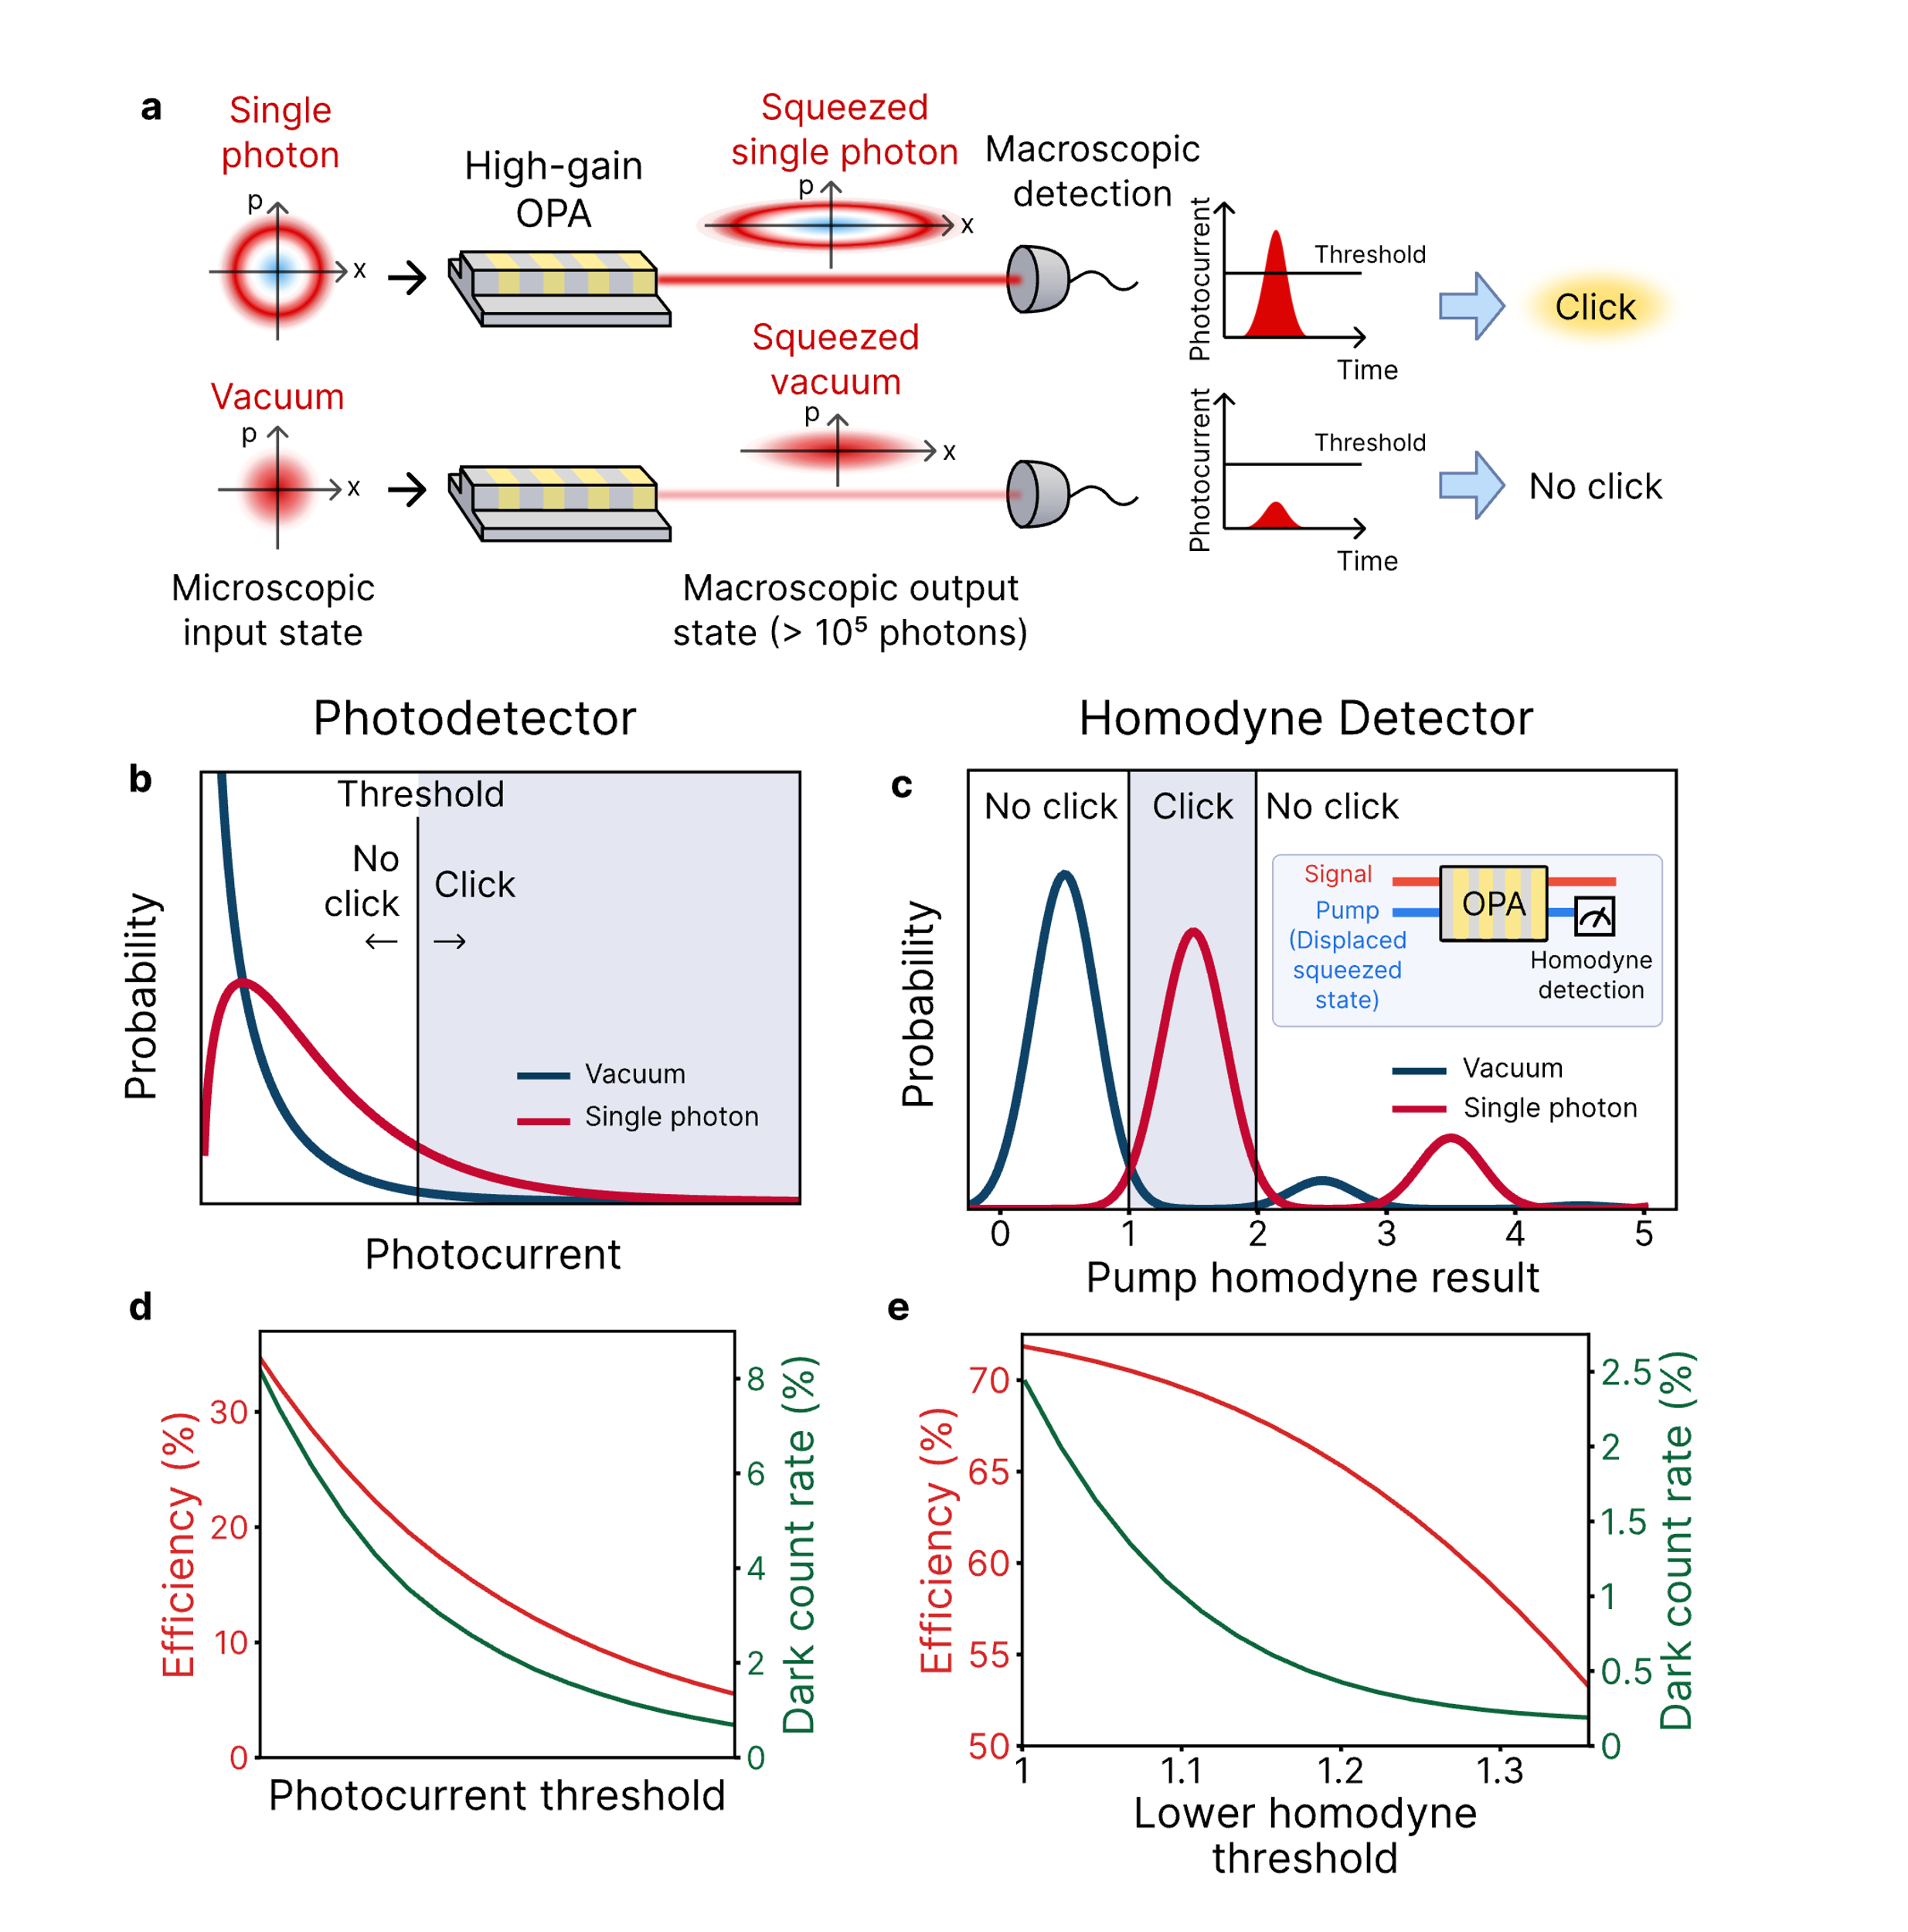 a
Single
photon
p
x
High-gain
OPA
Squeezed
single photon
p
x
Macroscopic
detection
Photocurrent
Threshold
Time
Click
Vacuum
p
x
Squeezed
vacuum
p
x
Photocurrent
Threshold
Time
No click
Microscopic
input state
Macroscopic output
state (> 10⁵ photons)
Photodetector
b
Threshold
No
click
Click
← →
Vacuum
Single photon
Probability
Photocurrent
Homodyne Detector
c
No click
Click
No click
Signal
Pump
(Displaced
squeezed
state)
OPA
Homodyne
detection
Vacuum
Single photon
Probability
0 1 2 3 4 5
Pump homodyne result
d
Efficiency (%)
30
20
10
0
8
6
4
2
0
Dark count rate (%)
Photocurrent threshold
e
Efficiency (%)
70
65
60
55
50
2.5
2
1.5
1
0.5
0
Dark count rate (%)
1 1.1 1.2 1.3
Lower homodyne
threshold